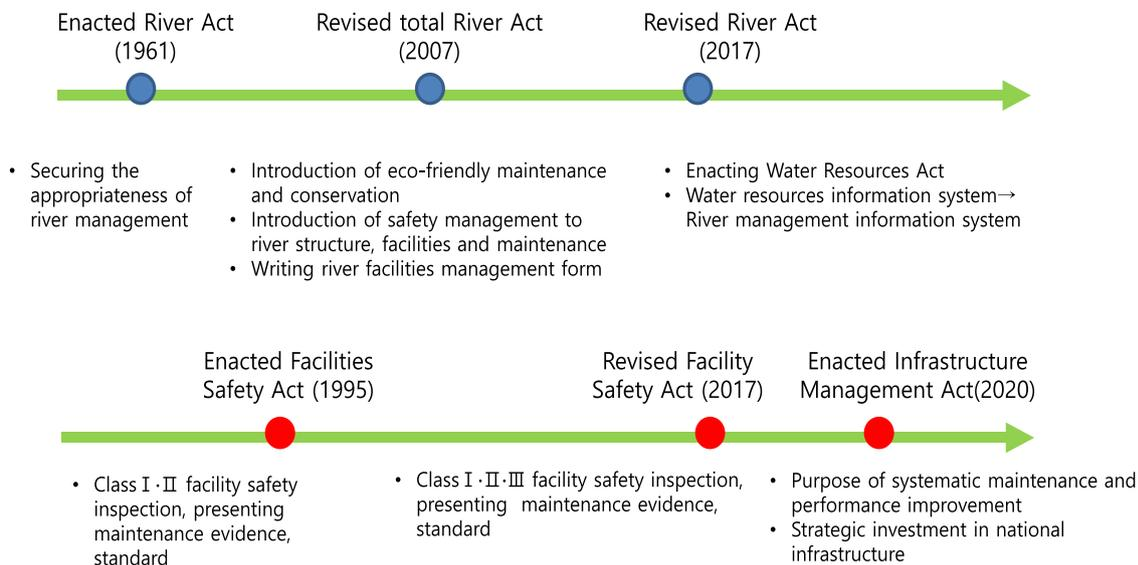 Enacted River Act
(1961)
Revised total River Act
(2007)
Revised River Act
(2017)
• Securing the
appropriateness of
river management
• Introduction of eco-friendly maintenance
and conservation
• Introduction of safety management to
river structure, facilities and maintenance
• Writing river facilities management form
• Enacting Water Resources Act
• Water resources information system→
River management information system
Enacted Facilities
Safety Act (1995)
Revised Facility
Safety Act (2017)
Enacted Infrastructure
Management Act(2020)
• Class Ⅰ·Ⅱ facility safety
inspection, presenting
maintenance evidence,
standard
• Class Ⅰ·Ⅱ·Ⅲ facility safety inspection,
presenting maintenance evidence,
standard
• Purpose of systematic maintenance and
performance improvement
• Strategic investment in national
infrastructure